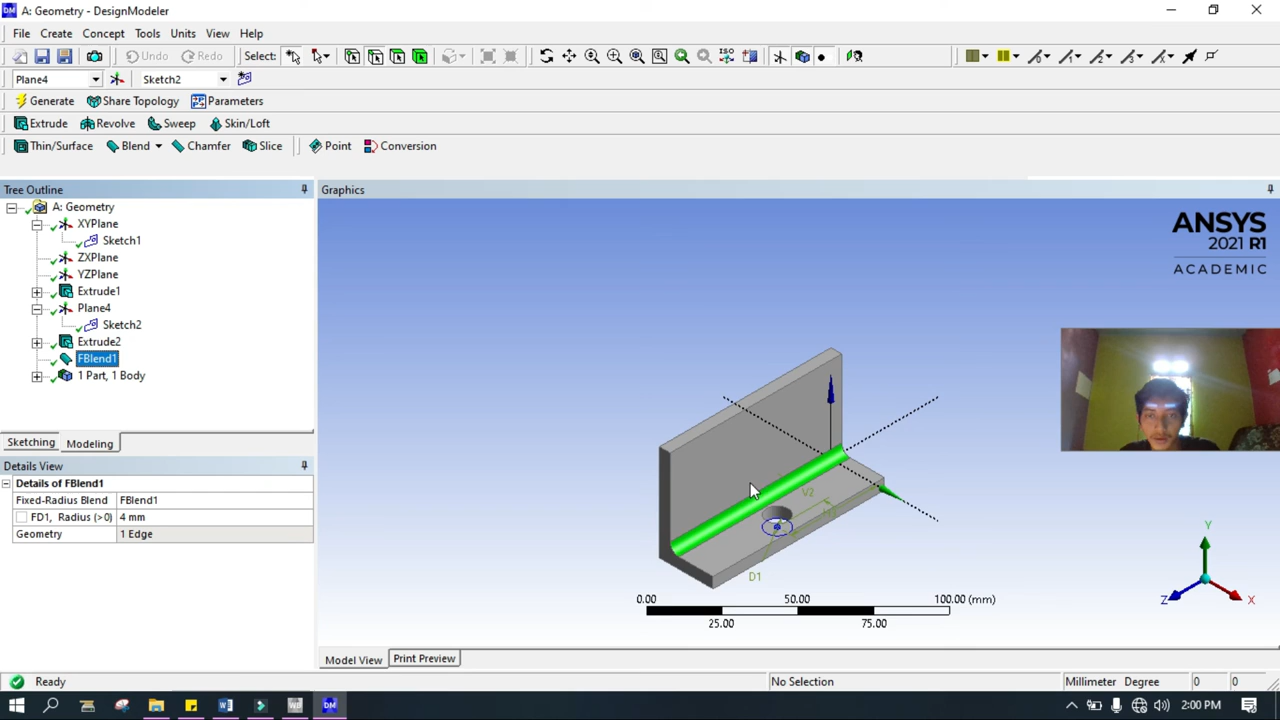 A: Geometry - DesignModeler
File Create Concept Tools Units View Help
Undo Redo Select:
Plane4 Sketch2
Generate Share Topology Parameters
Extrude Revolve Sweep Skin/Loft
Thin/Surface Blend Chamfer Slice Point Conversion
Tree Outline
A: Geometry
XYPlane
Sketch1
ZXPlane
YZPlane
Extrude1
Plane4
Sketch2
Extrude2
FBlend1
1 Part, 1 Body
Sketching Modeling
Details View
Details of FBlend1
Fixed-Radius Blend FBlend1
FD1, Radius (>0) 4 mm
Geometry 1 Edge
Graphics
ANSYS
2021 R1
ACADEMIC
V2
D1
0.00 50.00 100.00 (mm)
25.00 75.00
Y
Z X
Model View Print Preview
Ready No Selection Millimeter Degree 0 0
2:00 PM